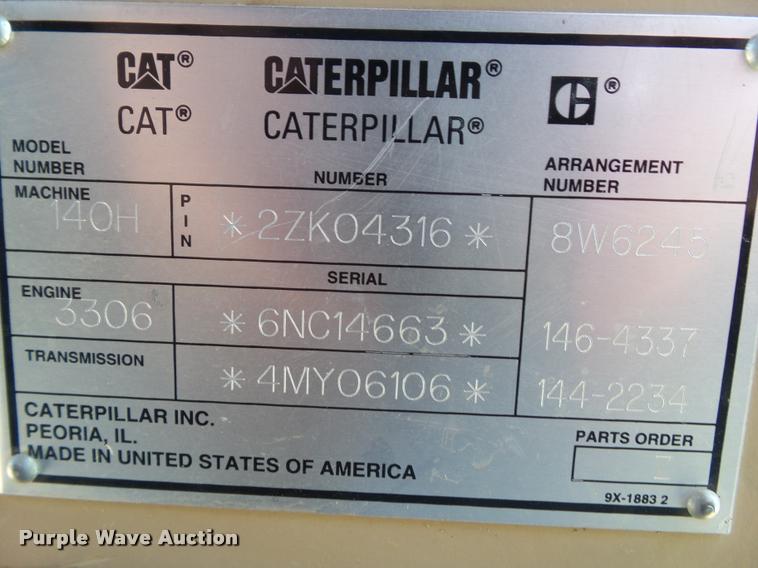 CAT® CATERPILLAR® C®
CAT® CATERPILLAR®
MODEL NUMBER NUMBER ARRANGEMENT NUMBER
MACHINE 140H PIN *2ZK04316* 8W6245
SERIAL
ENGINE 3306 *6NC14663* 146-4337
TRANSMISSION *4MY06106* 144-2234
CATERPILLAR INC.
PEORIA, IL.
MADE IN UNITED STATES OF AMERICA
PARTS ORDER
9X-1883 2
Purple Wave Auction